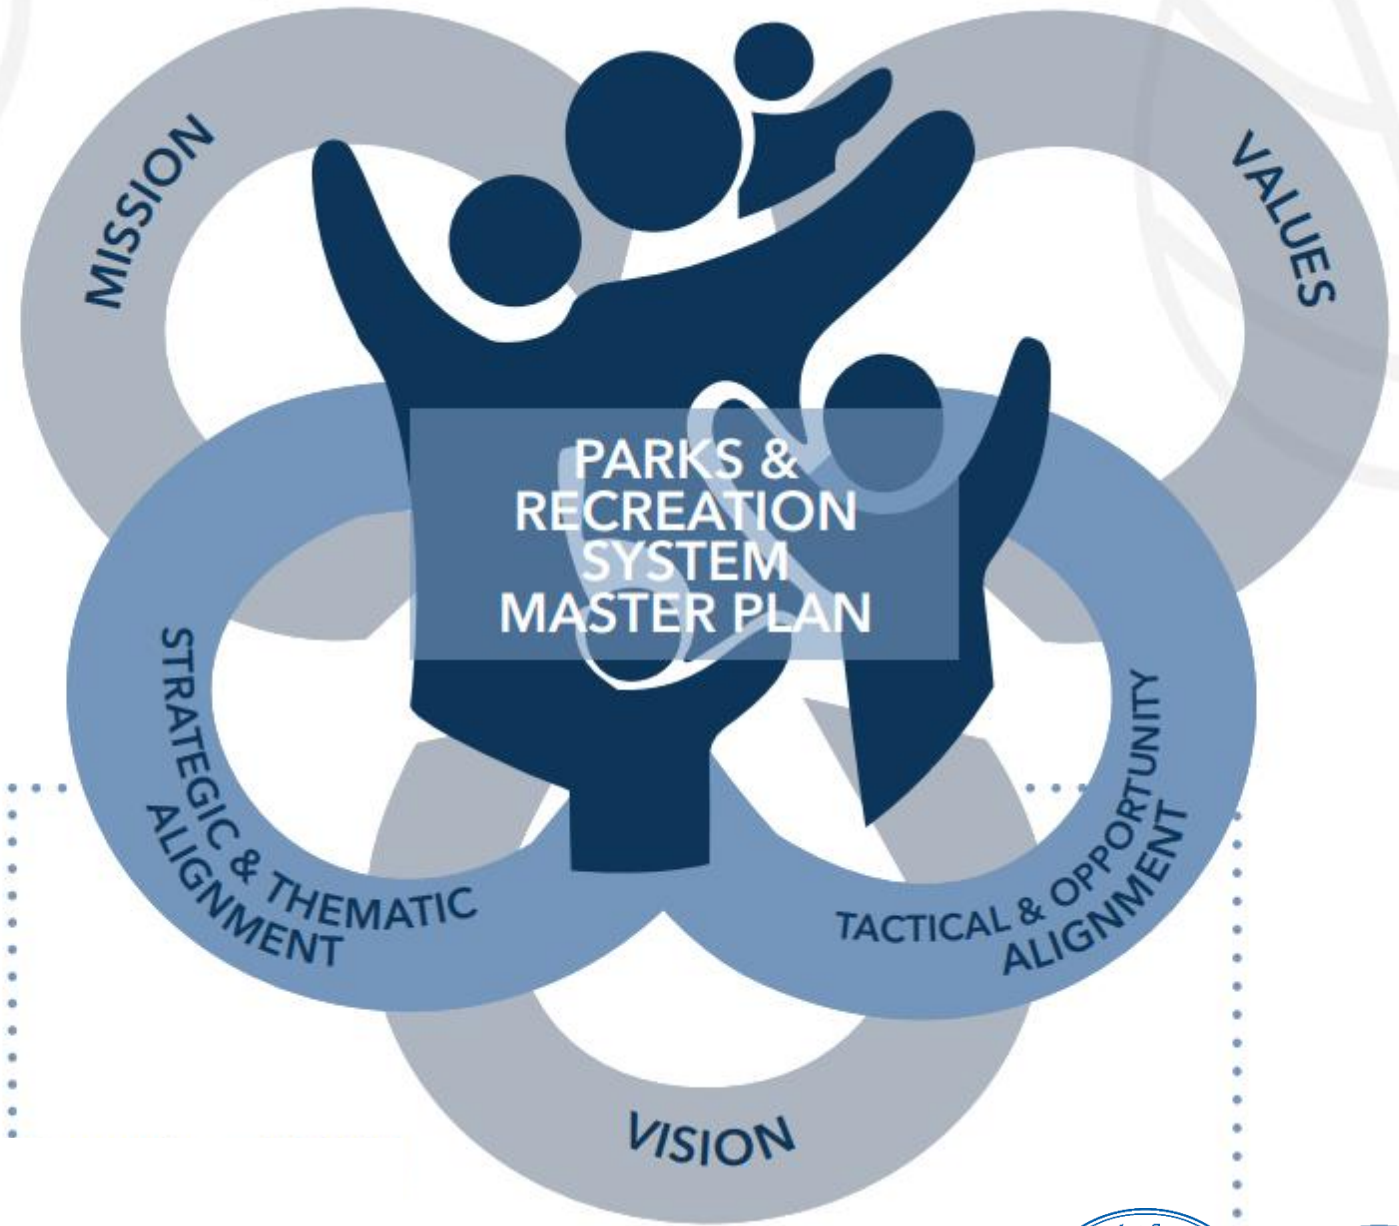 MISSION
VALUES
PARKS &
RECREATION
SYSTEM
MASTER PLAN
STRATEGIC & THEMATIC
ALIGNMENT
TACTICAL & OPPORTUNITY
ALIGNMENT
VISION